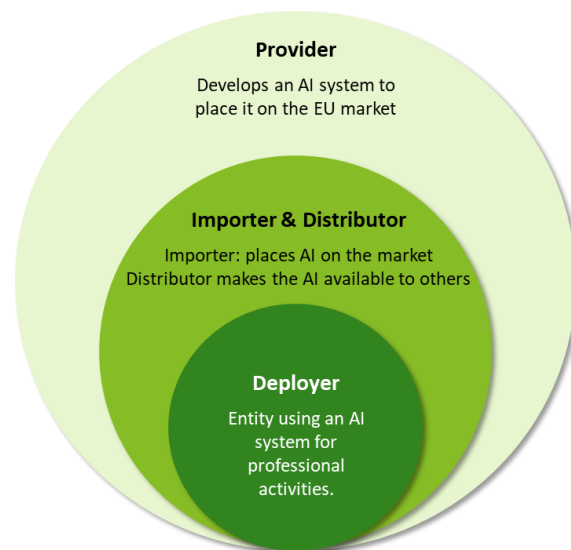 Provider
Develops an AI system to
place it on the EU market
Importer & Distributor
Importer: places AI on the market
Distributor makes the AI available to others
Deployer
Entity using an AI
system for
professional
activities.